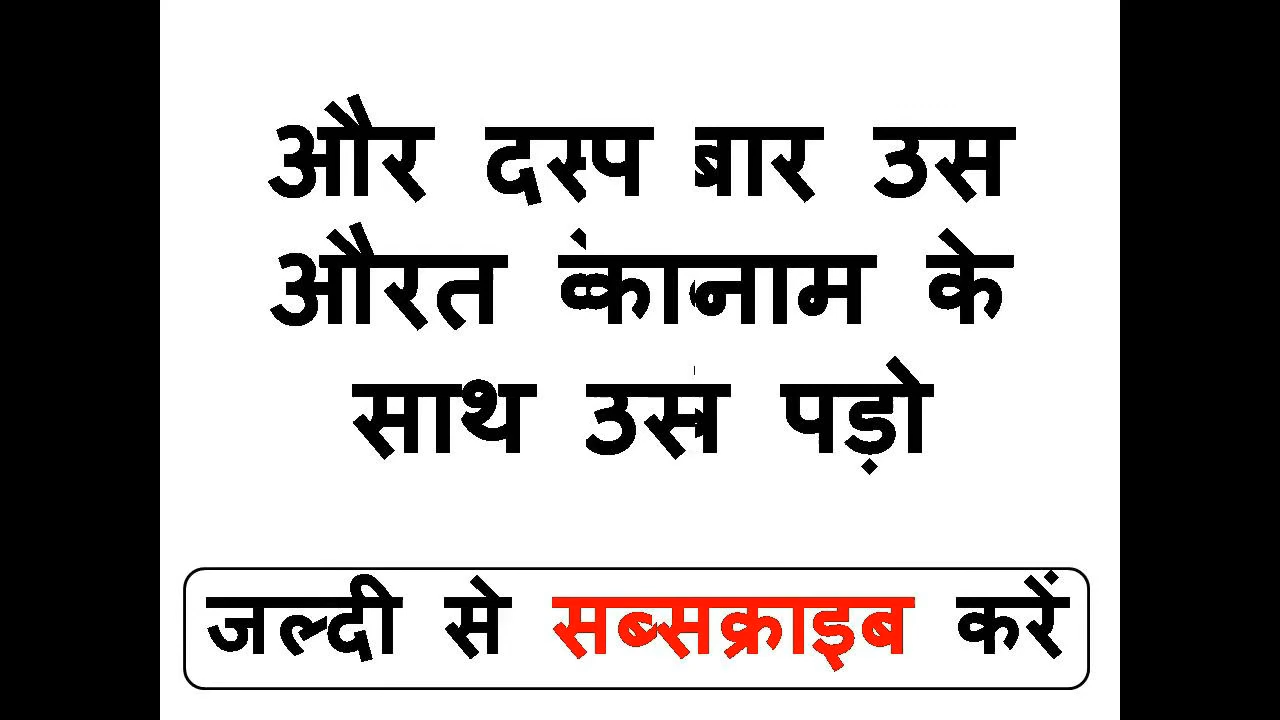 और दस बार उस
औरत का नाम के
साथ उस पड़ो
जल्दी से सब्सक्राइब करें